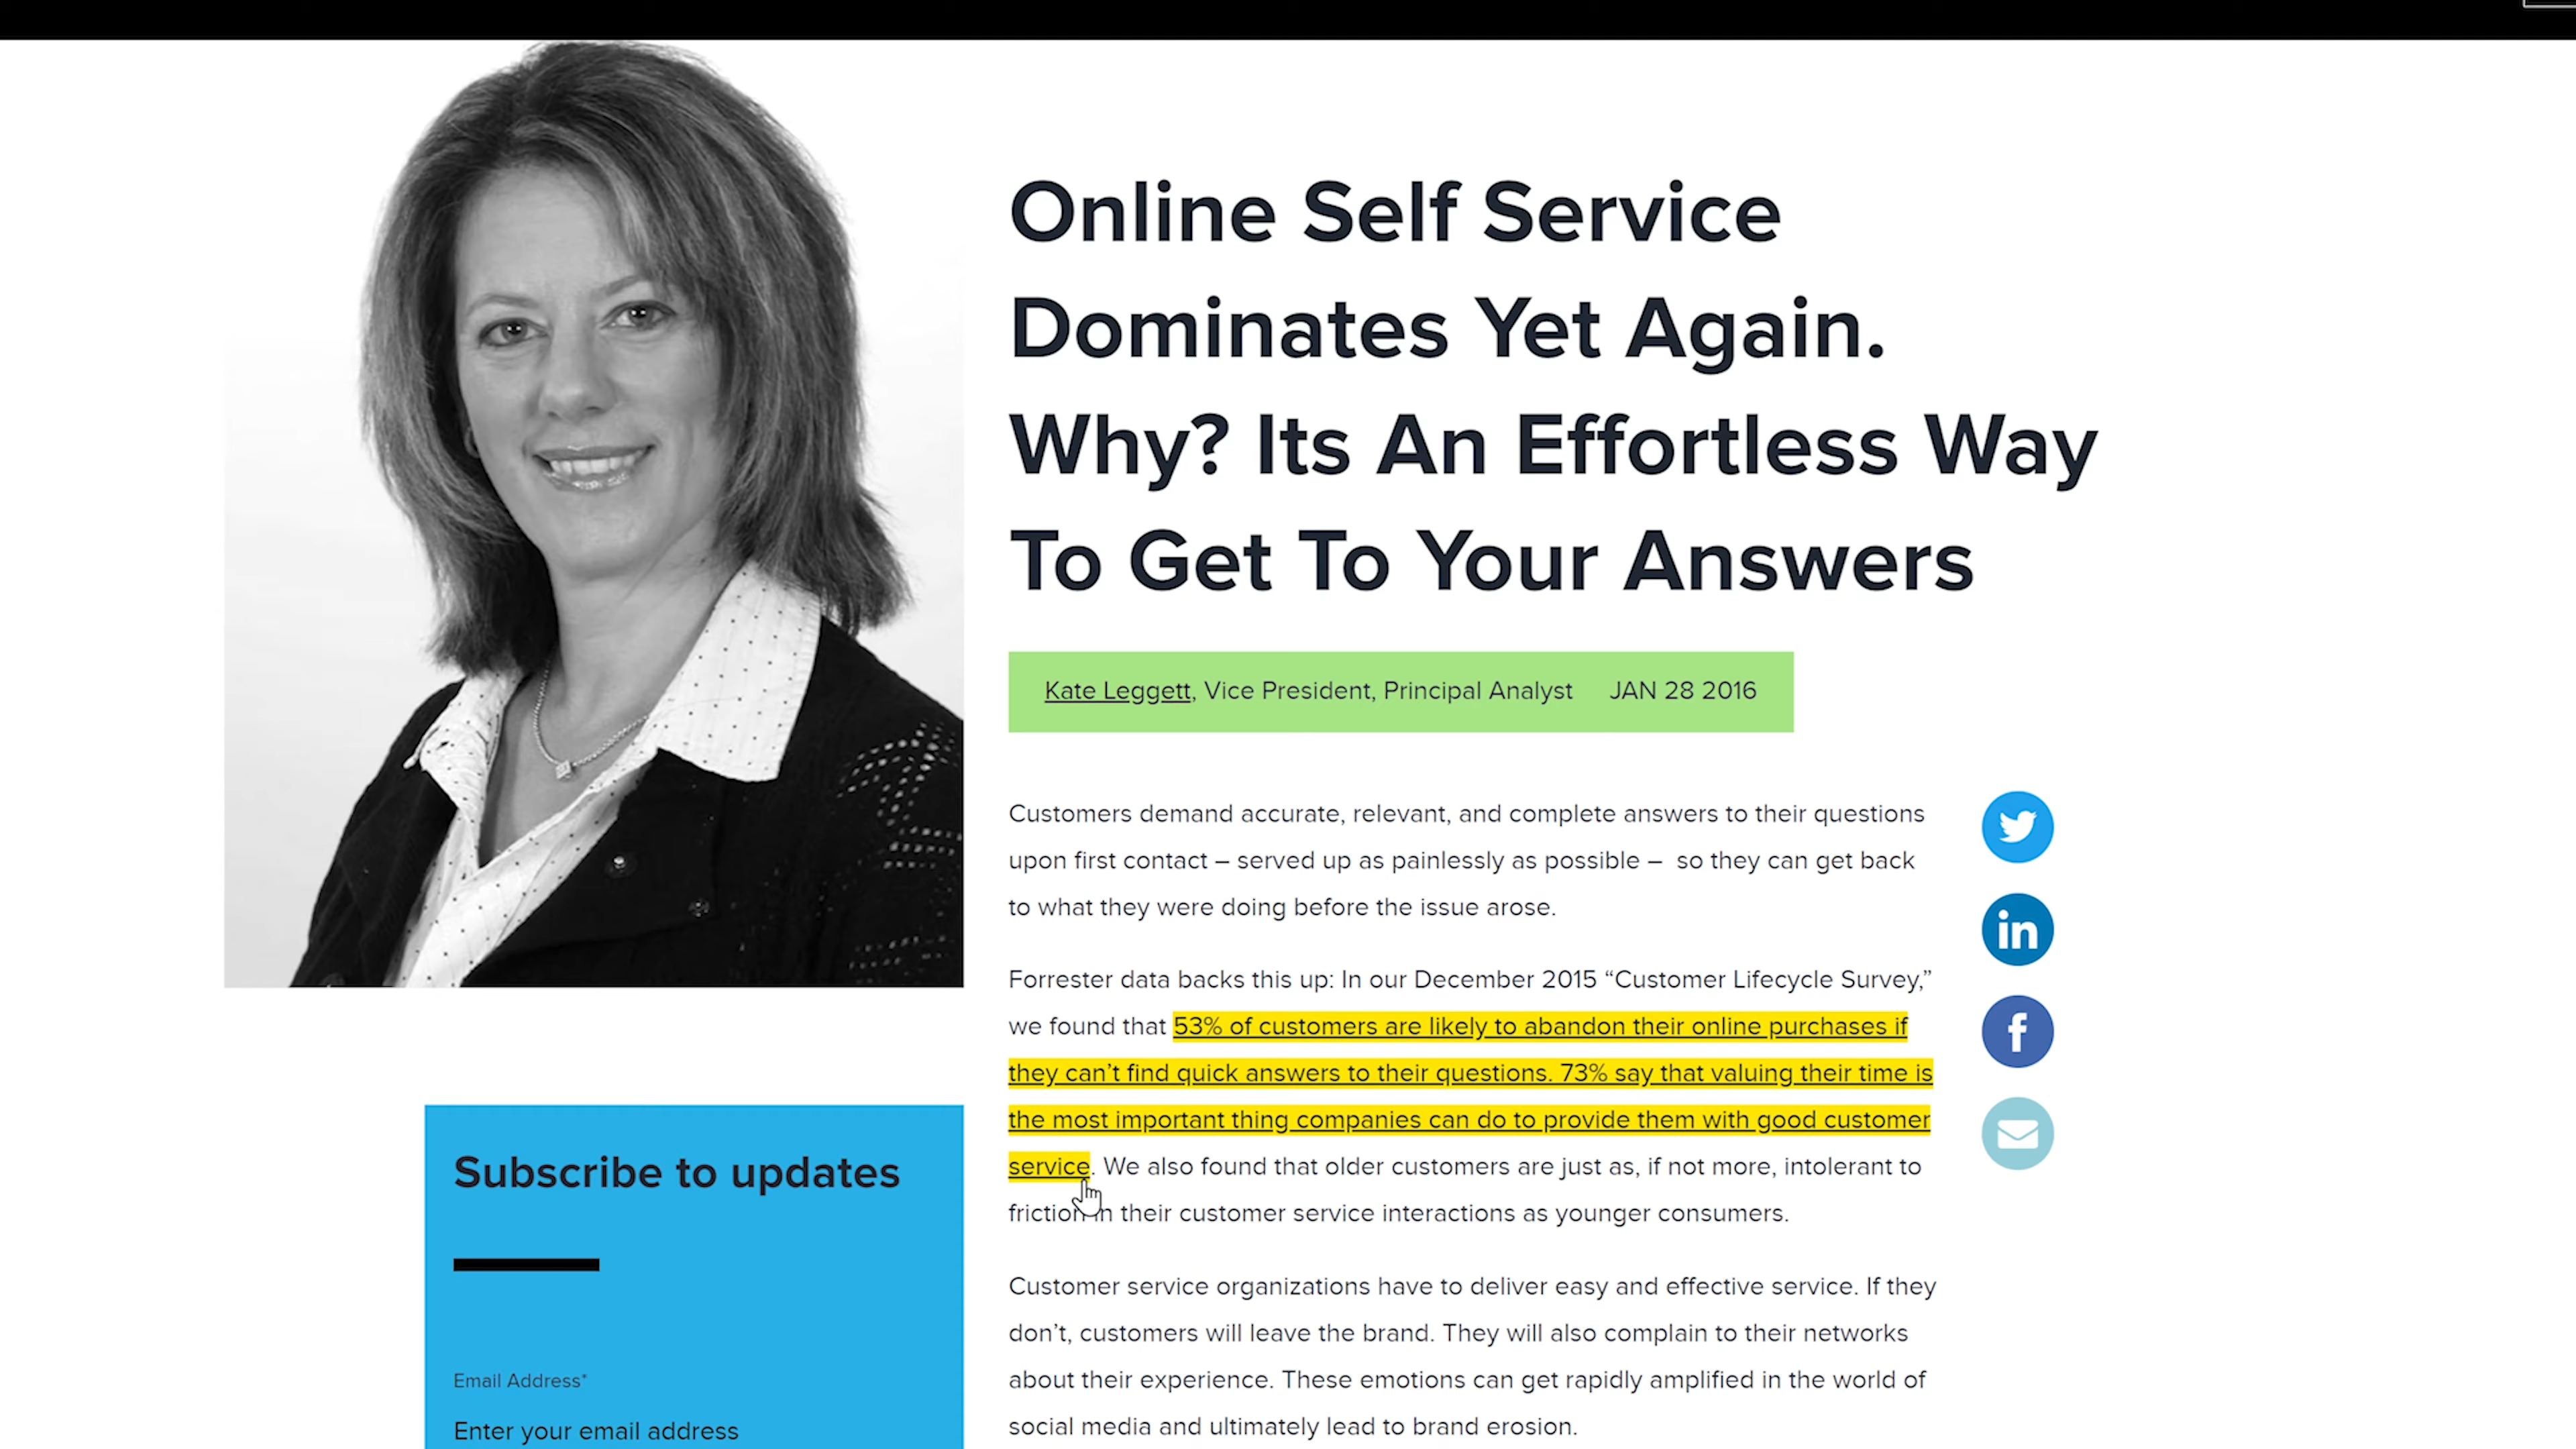 Online Self Service
Dominates Yet Again.
Why? Its An Effortless Way
To Get To Your Answers
Kate Leggett, Vice President, Principal Analyst JAN 28 2016
Customers demand accurate, relevant, and complete answers to their questions
upon first contact – served up as painlessly as possible – so they can get back
to what they were doing before the issue arose.
Forrester data backs this up: In our December 2015 “Customer Lifecycle Survey,”
we found that 53% of customers are likely to abandon their online purchases if
they can’t find quick answers to their questions. 73% say that valuing their time is
the most important thing companies can do to provide them with good customer
service. We also found that older customers are just as, if not more, intolerant to
friction in their customer service interactions as younger consumers.
Customer service organizations have to deliver easy and effective service. If they
don’t, customers will leave the brand. They will also complain to their networks
about their experience. These emotions can get rapidly amplified in the world of
social media and ultimately lead to brand erosion.
in
f
Subscribe to updates
Email Address*
Enter your email address